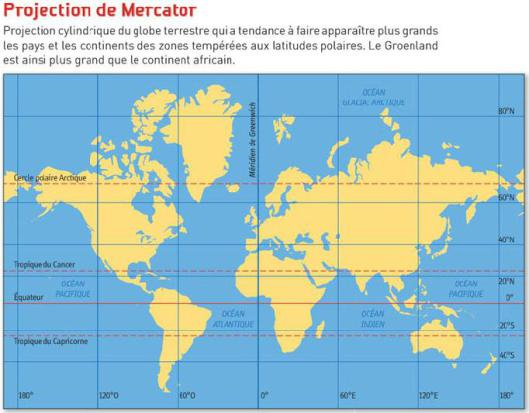 Projection de Mercator
Projection cylindrique du globe terrestre qui a tendance à faire apparaître plus grands
les pays et les continents des zones tempérées aux latitudes polaires. Le Groenland
est ainsi plus grand que le continent africain.
OCÉAN
GLACIAL ARCTIQUE
80°N
Méridien de Greenwich
Cercle polaire Arctique
60°N
40°N
Tropique du Cancer
20°N
OCÉAN
PACIFIQUE
OCÉAN
PACIFIQUE
Équateur
0°
OCÉAN
ATLANTIQUE
OCÉAN
INDIEN
20°S
Tropique du Capricorne
40°S
180°
120°O
60°O
0°
60°E
120°E
180°